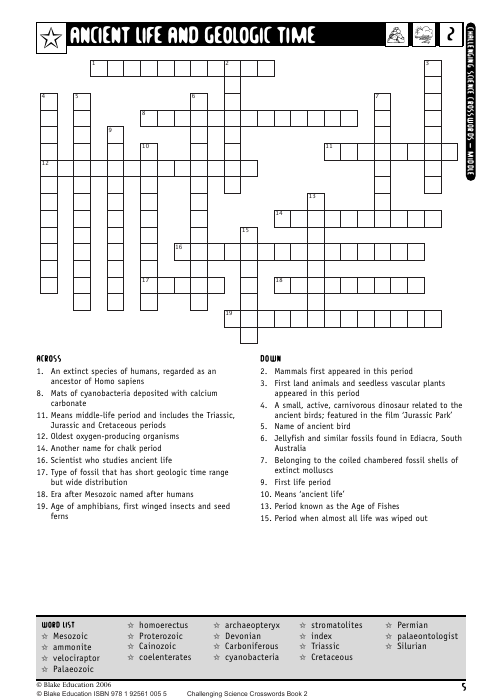 ANCIENT LIFE AND GEOLOGIC TIME
2
CHALLENGING SCIENCE CROSSWORDS – MIDDLE
1 2 3
4 5 6 7
8
9
10 11
12
13
14
15
16
17 18
19
ACROSS
1. An extinct species of humans, regarded as an
ancestor of Homo sapiens
8. Mats of cyanobacteria deposited with calcium
carbonate
11. Means middle-life period and includes the Triassic,
Jurassic and Cretaceous periods
12. Oldest oxygen-producing organisms
14. Another name for chalk period
16. Scientist who studies ancient life
17. Type of fossil that has short geologic time range
but wide distribution
18. Era after Mesozoic named after humans
19. Age of amphibians, first winged insects and seed
ferns
DOWN
2. Mammals first appeared in this period
3. First land animals and seedless vascular plants
appeared in this period
4. A small, active, carnivorous dinosaur related to the
ancient birds; featured in the film ‘Jurassic Park’
5. Name of ancient bird
6. Jellyfish and similar fossils found in Ediacra, South
Australia
7. Belonging to the coiled chambered fossil shells of
extinct molluscs
9. First life period
10. Means ‘ancient life’
13. Period known as the Age of Fishes
15. Period when almost all life was wiped out
WORD LIST
☆ Mesozoic
☆ ammonite
☆ velociraptor
☆ Palaeozoic
☆ homoerectus
☆ Proterozoic
☆ Cainozoic
☆ coelenterates
☆ archaeopteryx
☆ Devonian
☆ Carboniferous
☆ cyanobacteria
☆ stromatolites
☆ index
☆ Triassic
☆ Cretaceous
☆ Permian
☆ palaeontologist
☆ Silurian
© Blake Education 2006
5
© Blake Education ISBN 978 1 92561 005 5 Challenging Science Crosswords Book 2